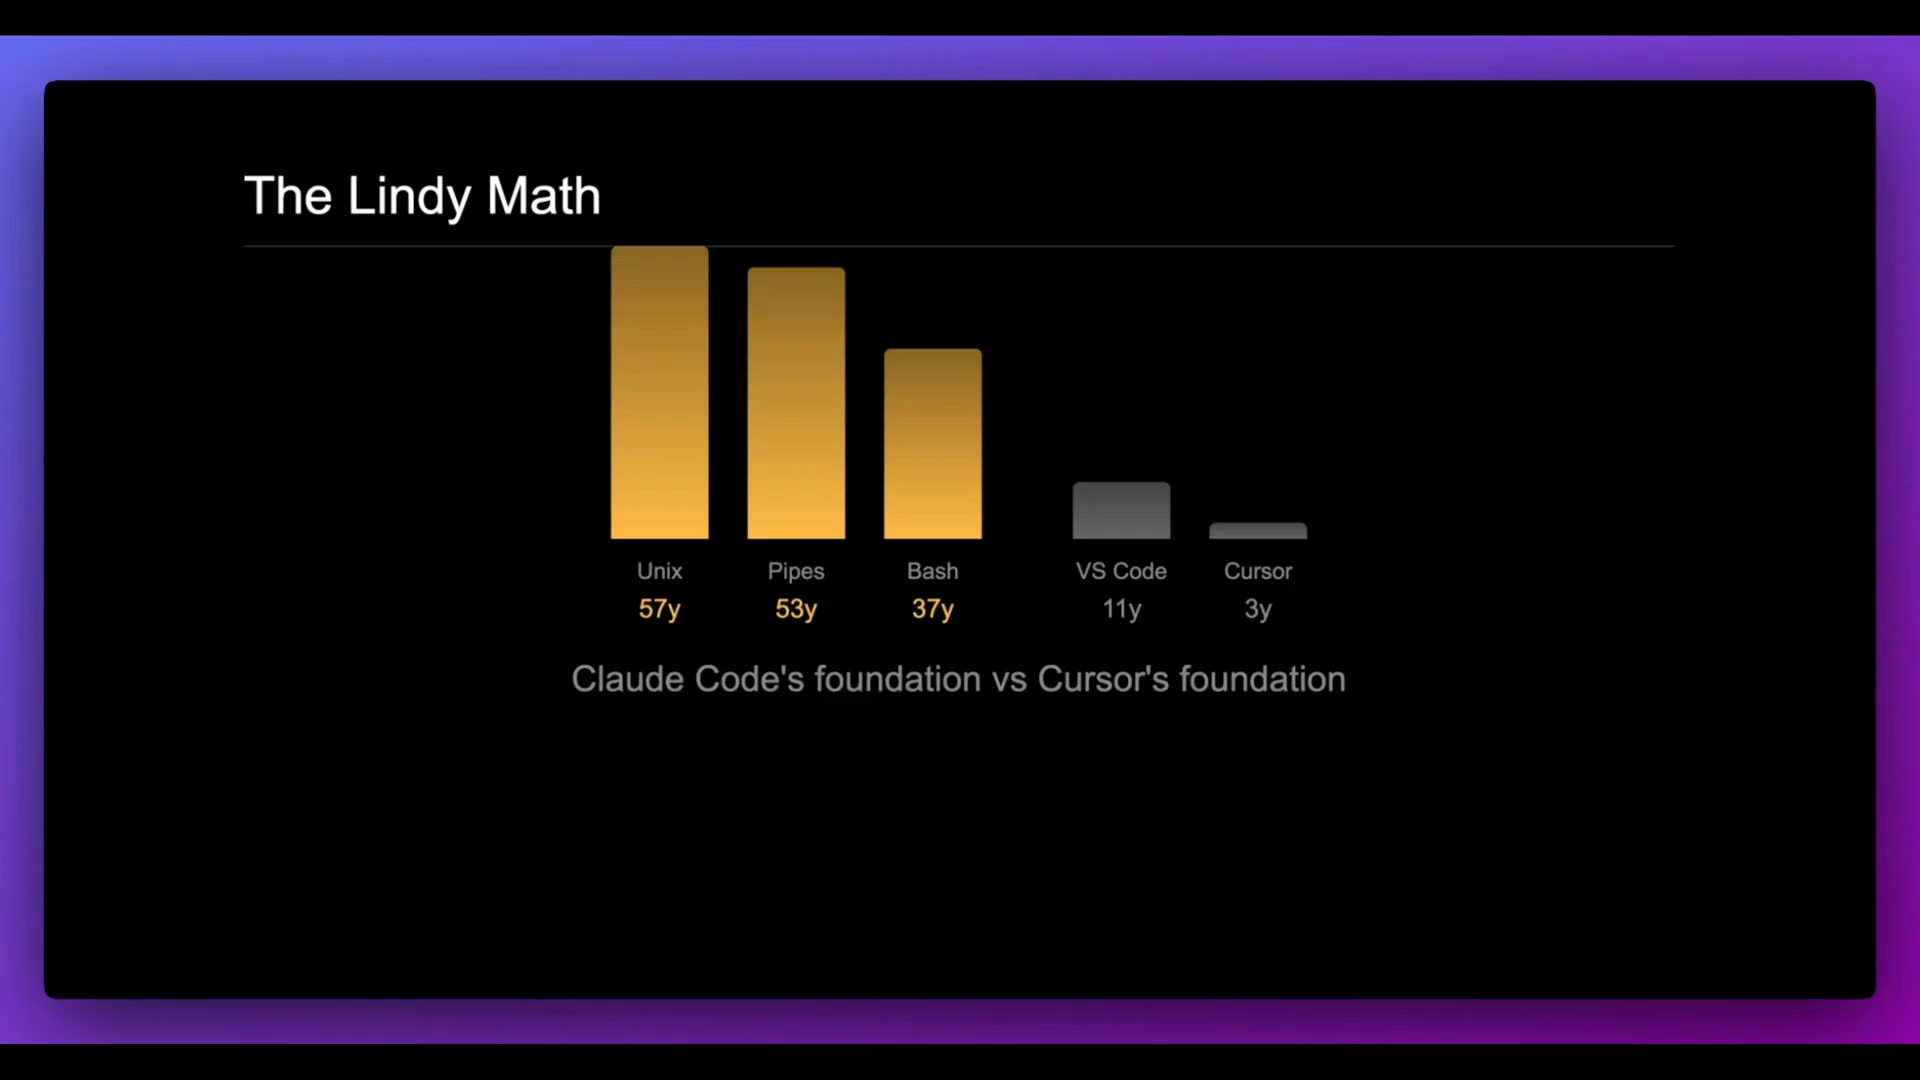 The Lindy Math
Unix Pipes Bash VS Code Cursor
57y 53y 37y 11y 3y
Claude Code's foundation vs Cursor's foundation